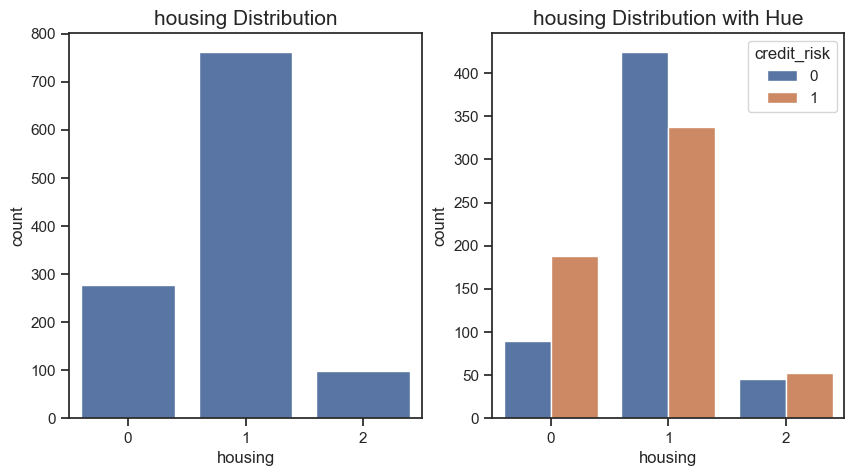 housing Distribution
800
700
600
500
400
300
200
100
0
count
0 1 2
housing
housing Distribution with Hue
400
350
300
250
200
150
100
50
0
count
credit_risk
0
1
0 1 2
housing